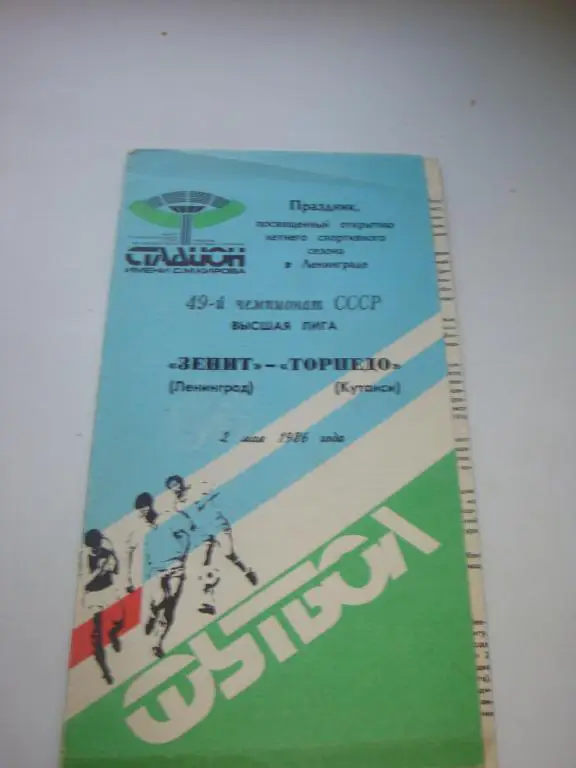 СТАДИОН
ИМЕНИ С.М.КИРОВА
Праздник,
посвященный открытию
летнего спортивного
сезона
в Ленинграде
49-й чемпионат СССР
ВЫСШАЯ ЛИГА
«ЗЕНИТ»–«ТОРПЕДО»
(Ленинград) (Кутаиси)
2 мая 1986 года
ФУТБОЛ